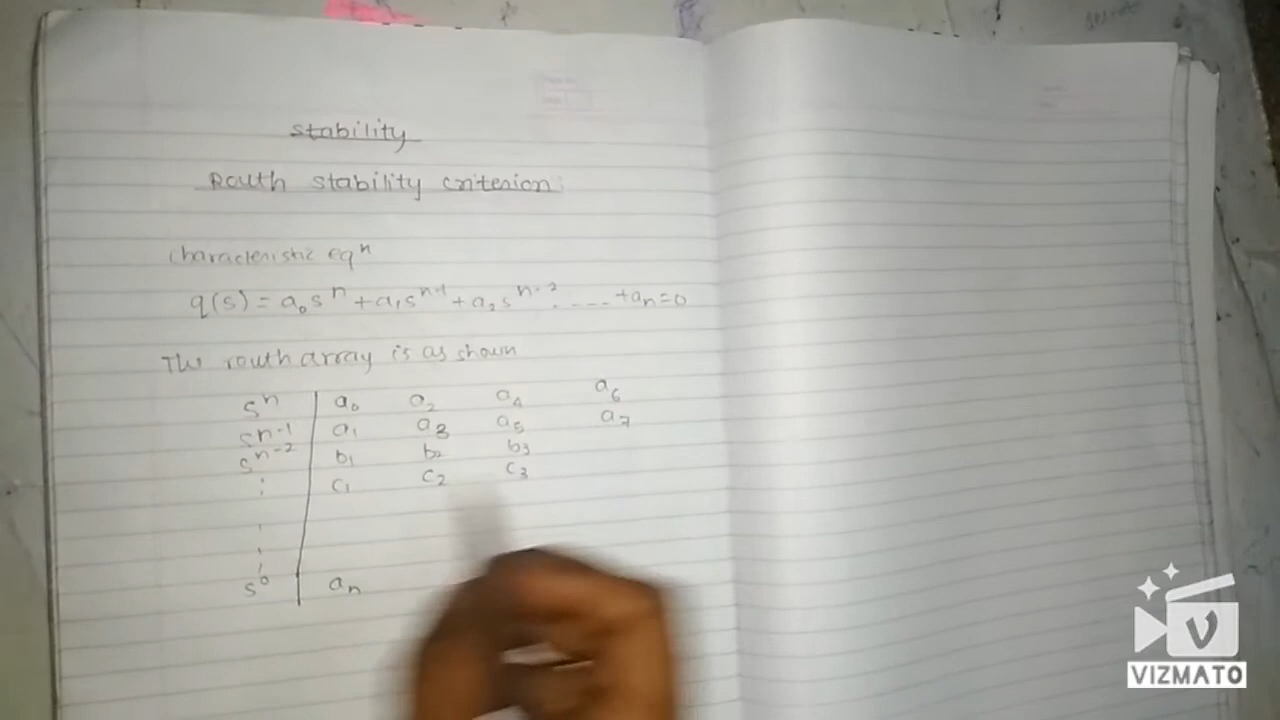 stability
Routh stability criterion
characteristic eqⁿ
q(s) = a₀sⁿ + a₁sⁿ⁻¹ + a₂sⁿ⁻² . ---- + aₙ = 0
The routh array is as shown
sⁿ | a₀ a₂ a₄ a₆
sⁿ⁻¹ | a₁ a₃ a₅ a₇
sⁿ⁻² | b₁ b₂ b₃
⋮ | c₁ c₂ c₃
s⁰ | aₙ
VIZMATO